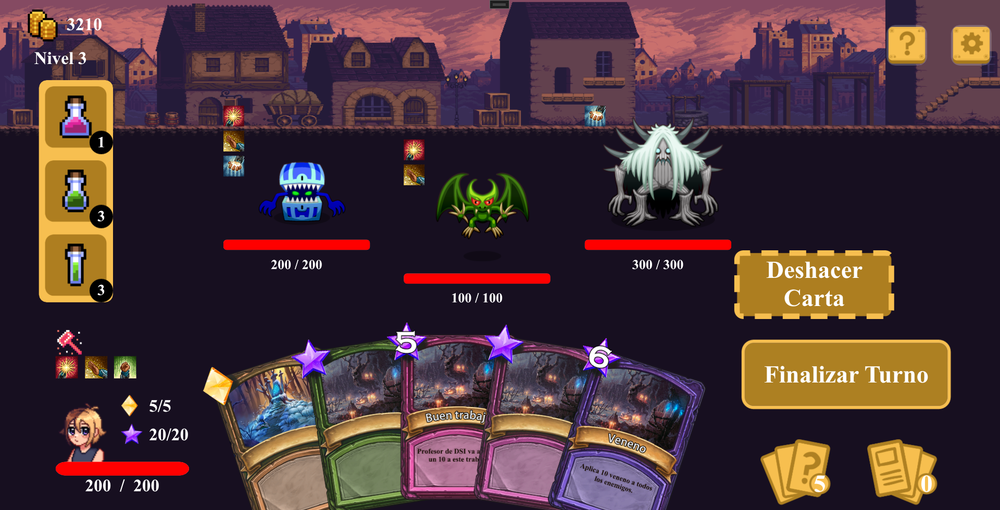 3210
Nivel 3
1
3
3
200 / 200
100 / 100
300 / 300
Deshacer
Carta
Finalizar Turno
5/5
20/20
200 / 200
5
6
Buen trabaj
Profesor de DSI va a
un 10 a este trab
Veneno
Aplica 10 veneno a todos
los enemigos.
?
?
5
0